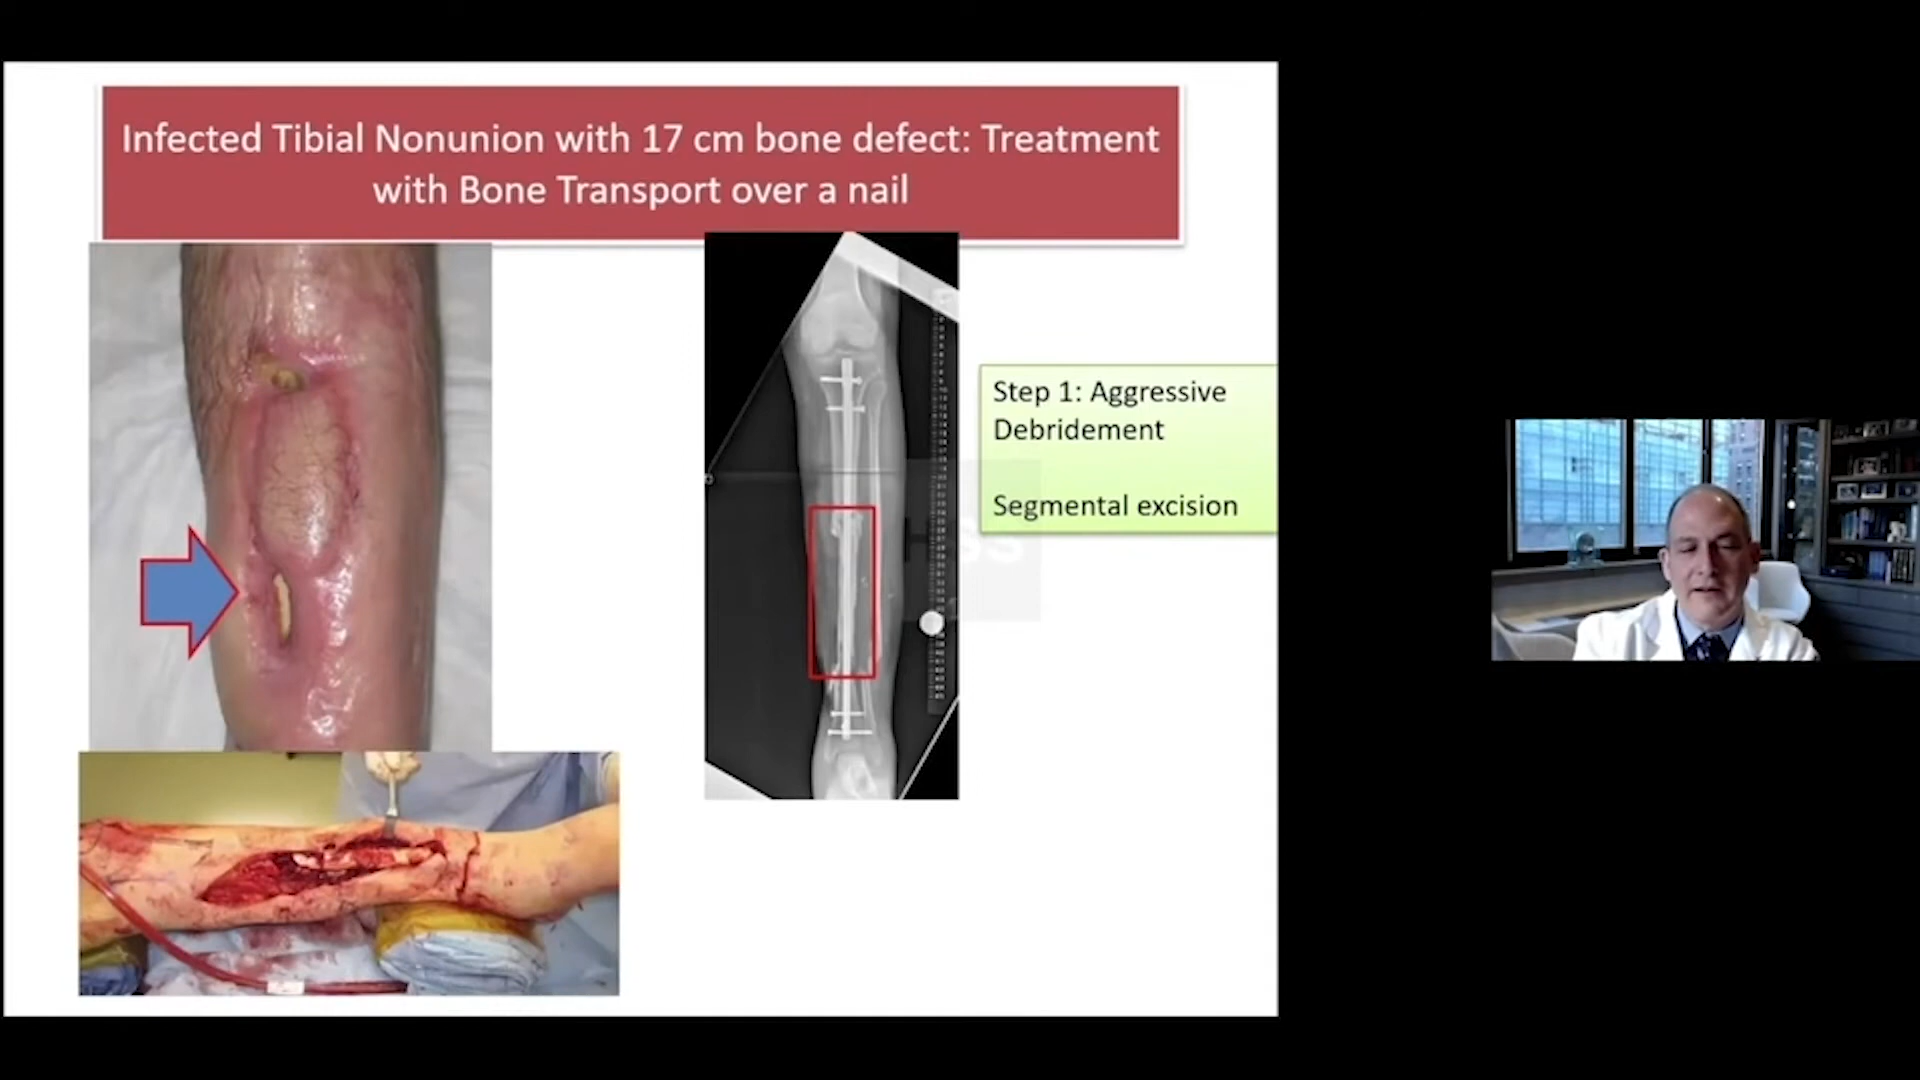 Infected Tibial Nonunion with 17 cm bone defect: Treatment
with Bone Transport over a nail
Step 1: Aggressive
Debridement
Segmental excision
HSS